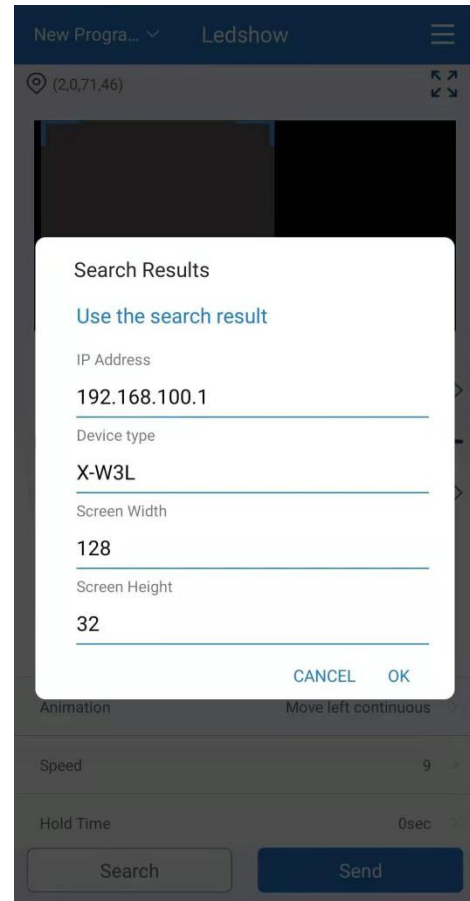 New Progra... Ledshow
(2,0,71,46)
Search Results
Use the search result
IP Address
192.168.100.1
Device type
X-W3L
Screen Width
128
Screen Height
32
CANCEL OK
Animation Move left continuous
Speed 9
Hold Time 0sec
Search Send